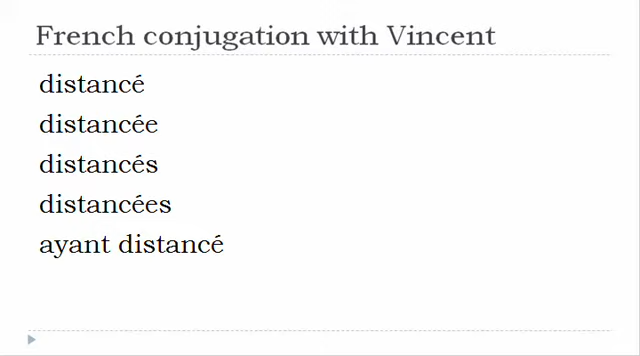 French conjugation with Vincent
distancé
distancée
distancés
distancées
ayant distancé